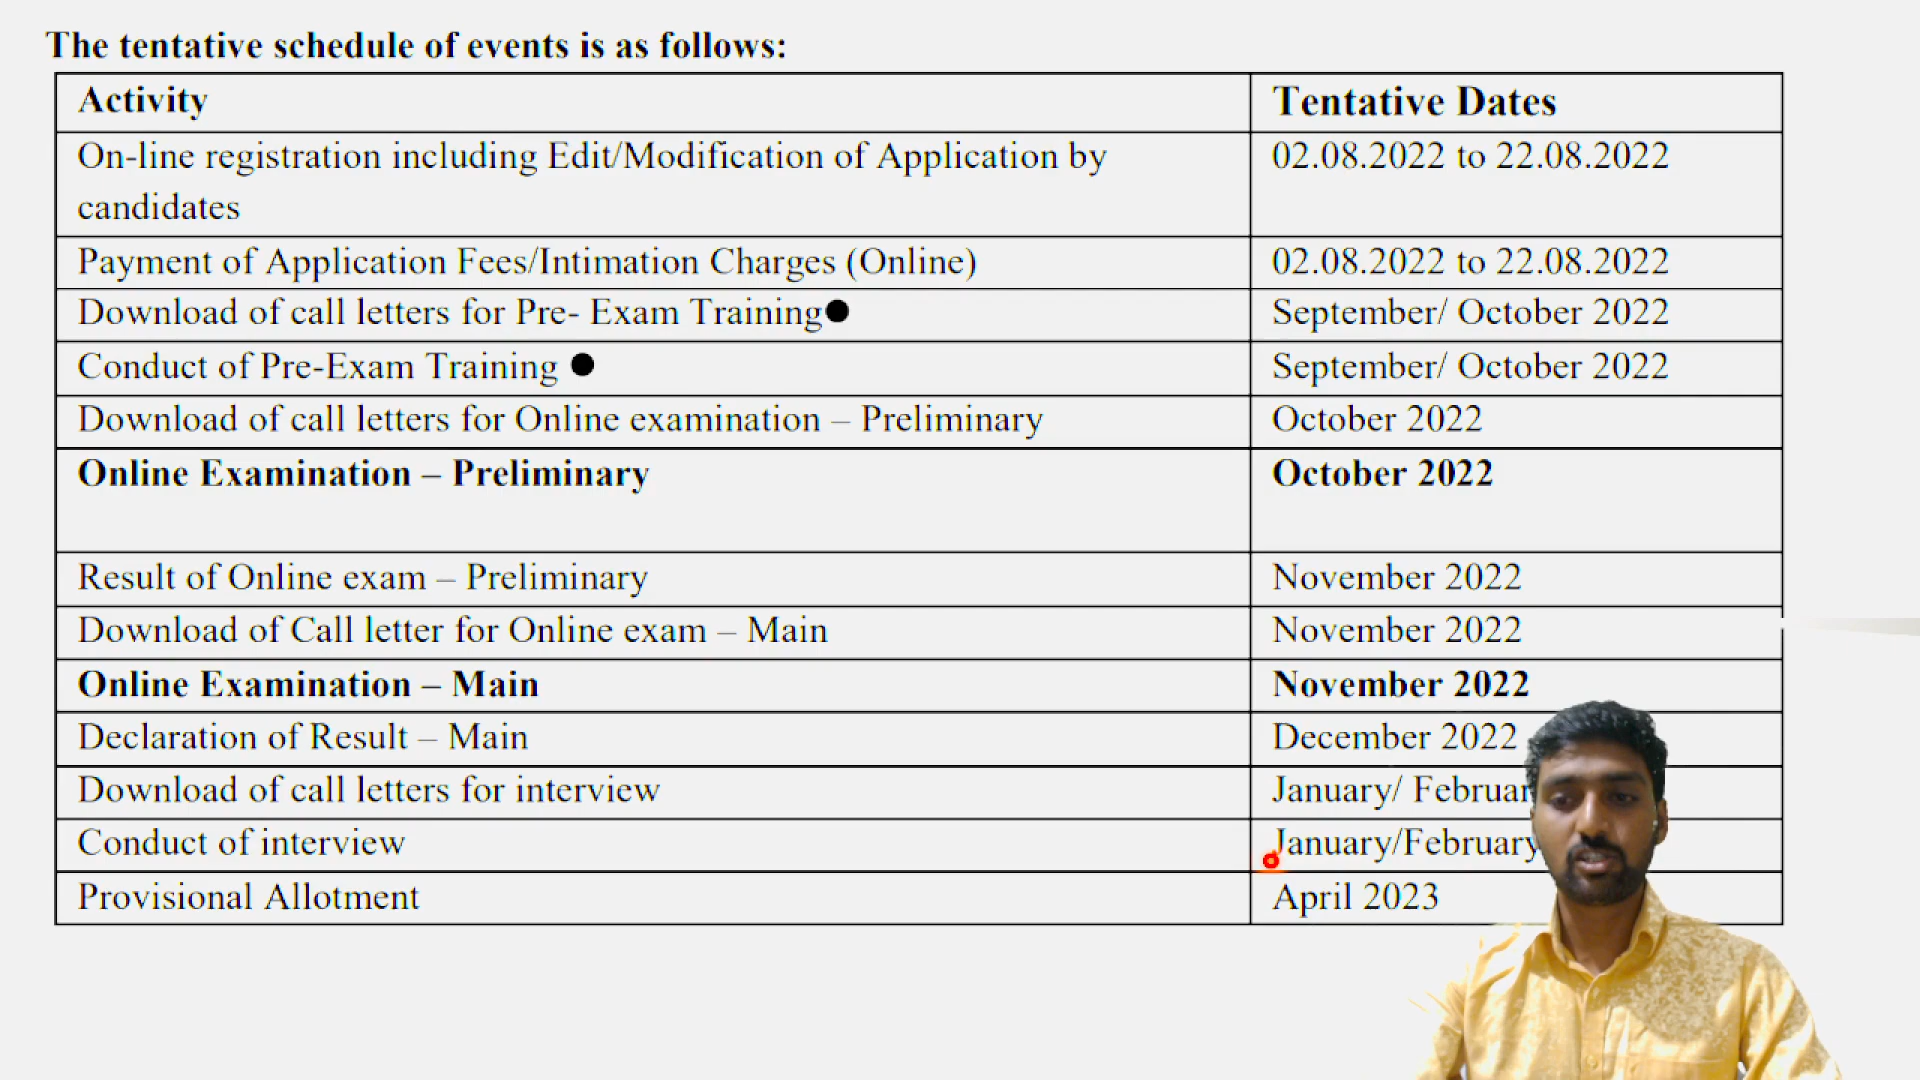 The tentative schedule of events is as follows:
Activity
Tentative Dates
On-line registration including Edit/Modification of Application by
candidates
02.08.2022 to 22.08.2022
Payment of Application Fees/Intimation Charges (Online)
02.08.2022 to 22.08.2022
Download of call letters for Pre- Exam Training●
September/ October 2022
Conduct of Pre-Exam Training ●
September/ October 2022
Download of call letters for Online examination – Preliminary
October 2022
Online Examination – Preliminary
October 2022
Result of Online exam – Preliminary
November 2022
Download of Call letter for Online exam – Main
November 2022
Online Examination – Main
November 2022
Declaration of Result – Main
December 2022
Download of call letters for interview
January/
Conduct of interview
January/February
Provisional Allotment
April 2023